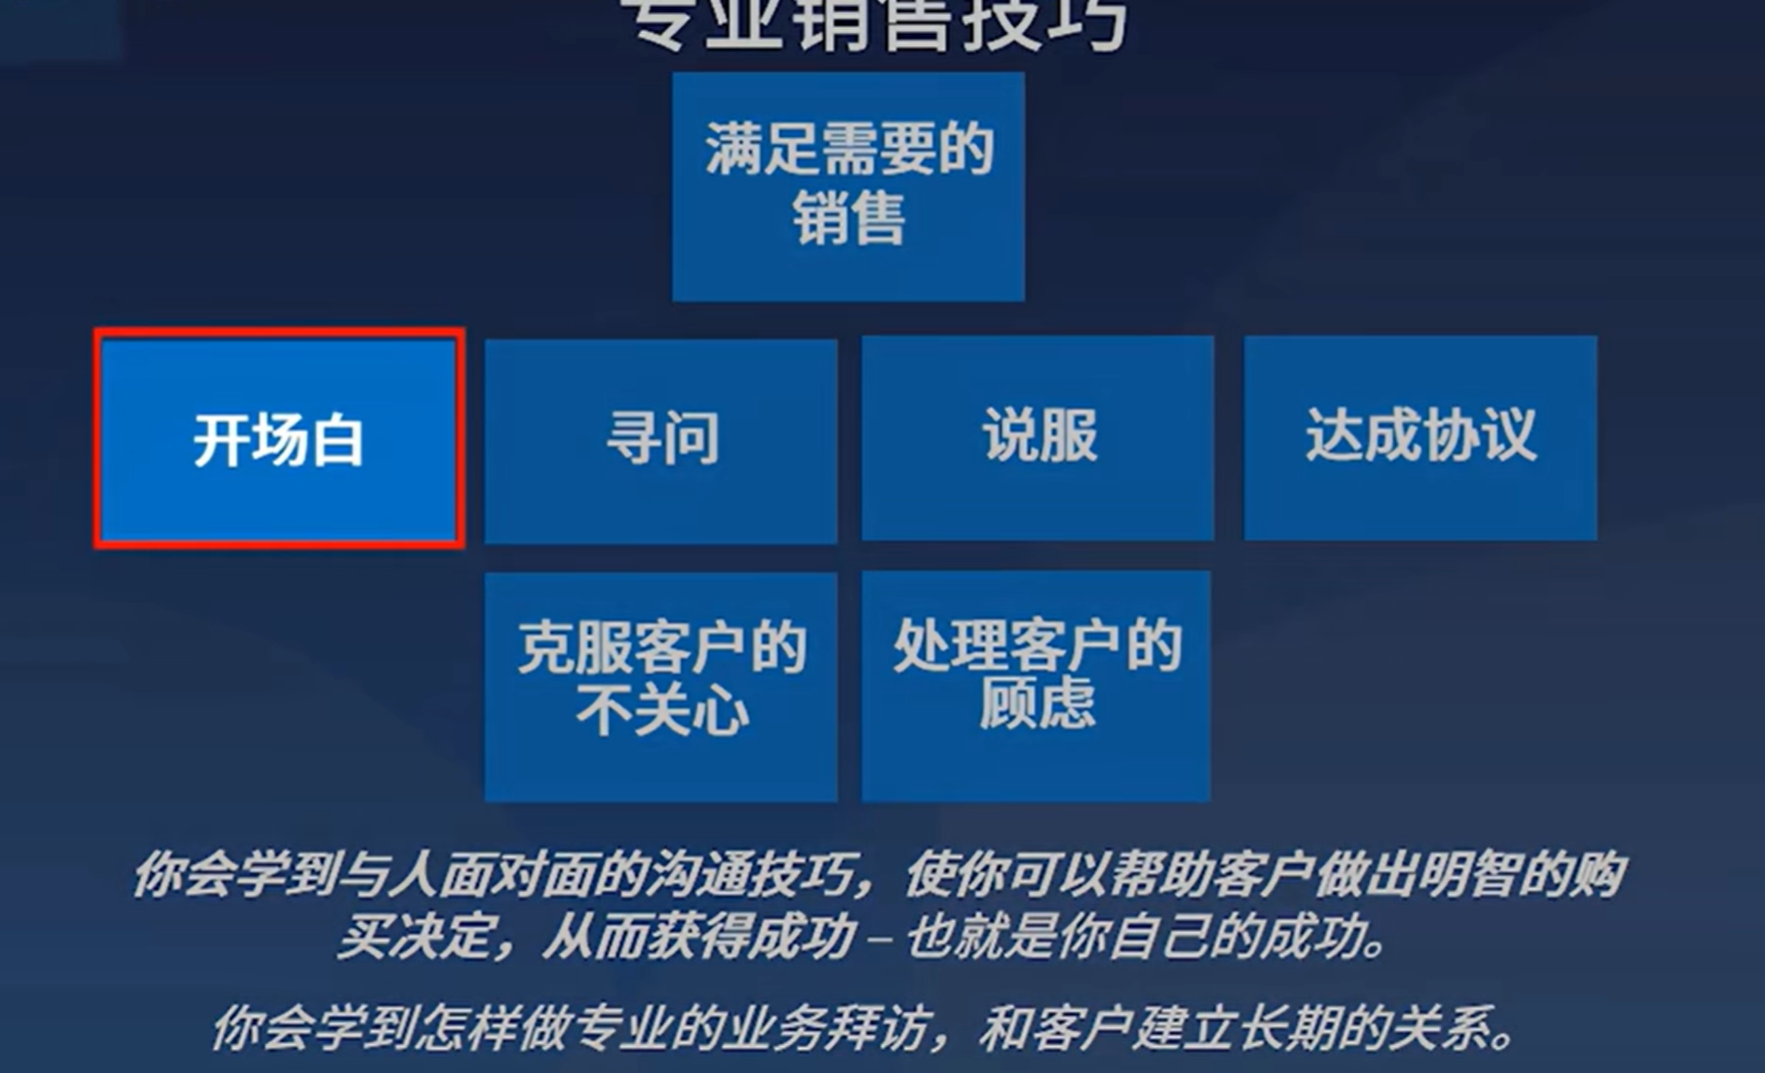 专业销售技巧
满足需要的
销售
开场白
寻问
说服
达成协议
克服客户的
不关心
处理客户的
顾虑
你会学到与人面对面的沟通技巧，使你可以帮助客户做出明智的购
买决定，从而获得成功 – 也就是你自己的成功。
你会学到怎样做专业的业务拜访，和客户建立长期的关系。